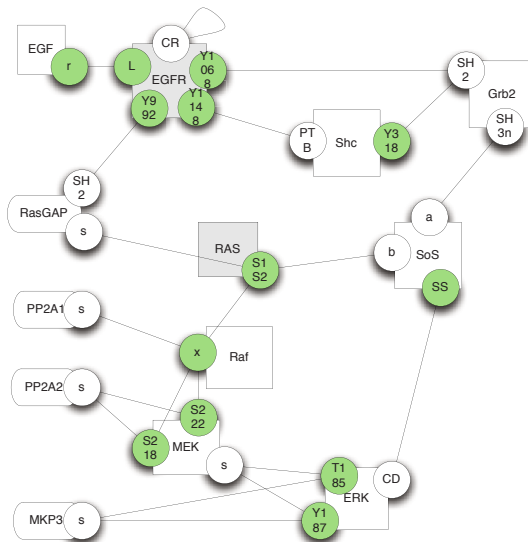 CR
EGF
r
L
Y1
06
8
EGFR
Y9
92
Y1
14
8
SH
2
Grb2
SH
3n
PT
B
Shc
Y3
18
SH
2
RasGAP
s
a
RAS
b
SoS
S1
S2
SS
PP2A1
s
x
Raf
PP2A2
s
S2
22
S2
18
MEK
s
T1
85
CD
ERK
MKP3
s
Y1
87